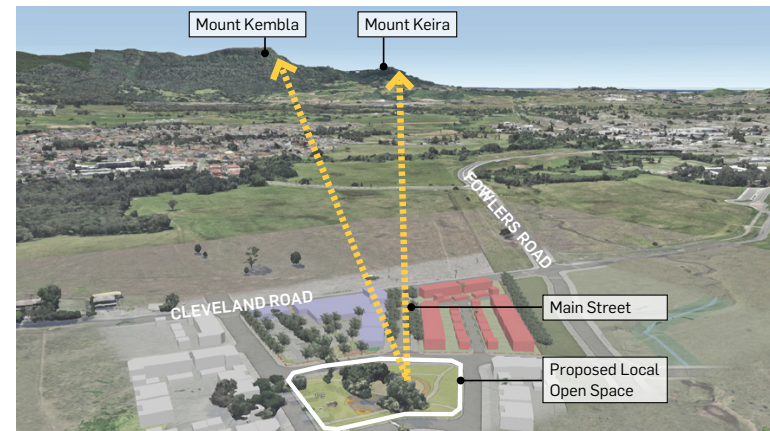 Mount Kembla
Mount Keira
FOWLERS ROAD
CLEVELAND ROAD
Main Street
Proposed Local
Open Space